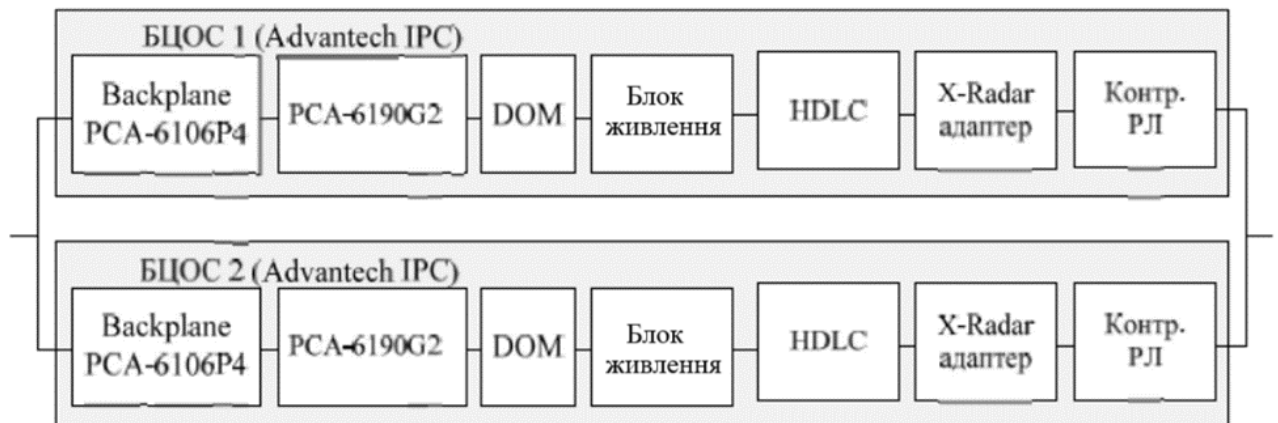 БЦОС 1 (Advantech IPC)
Backplane
PCA-6106P4
PCA-6190G2
DOM
Блок
живлення
HDLC
X-Radar
адаптер
Контр.
РЛ
БЦОС 2 (Advantech IPC)
Backplane
PCA-6106P4
PCA-6190G2
DOM
Блок
живлення
HDLC
X-Radar
адаптер
Контр.
РЛ